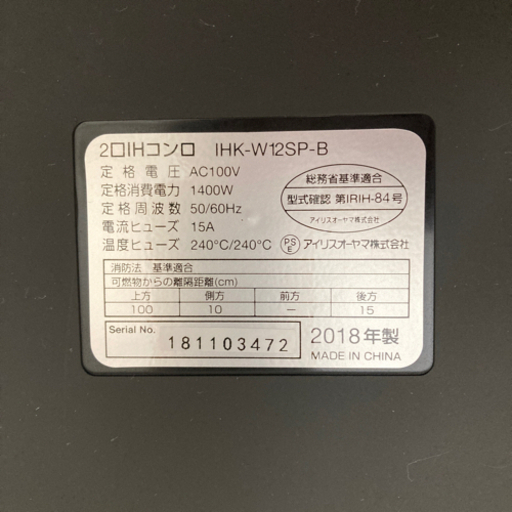 2口IHコンロ IHK-W12SP-B
定格電圧 AC100V
定格消費電力 1400W
定格周波数 50/60Hz
電流ヒューズ 15A
温度ヒューズ 240℃/240℃
総務省基準適合
型式確認 第IRIH-84号
アイリスオーヤマ株式会社
PSE アイリスオーヤマ株式会社
消防法 基準適合
可燃物からの離隔距離(cm)
上方 側方 前方 後方
100 10 ー 15
Serial No. 181103472
2018年製
MADE IN CHINA